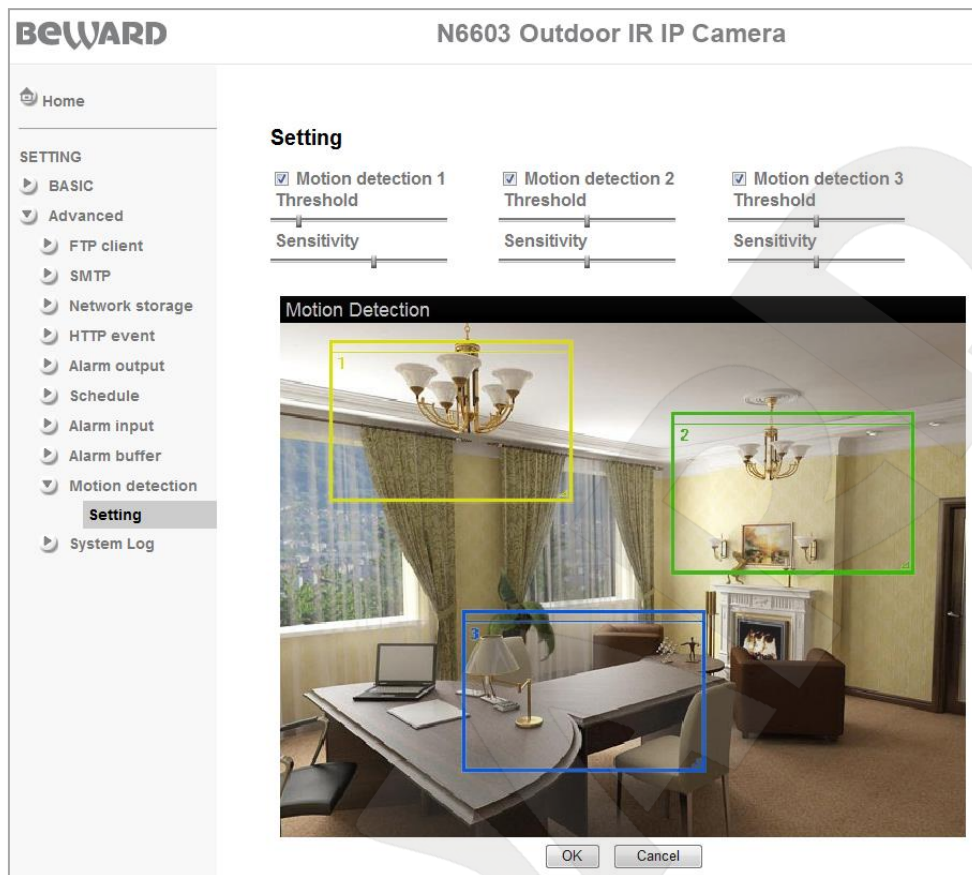 BEWARD
N6603 Outdoor IR IP Camera
Home
SETTING
BASIC
Advanced
FTP client
SMTP
Network storage
HTTP event
Alarm output
Schedule
Alarm input
Alarm buffer
Motion detection
Setting
System Log
Setting
Motion detection 1
Threshold
Sensitivity
Motion detection 2
Threshold
Sensitivity
Motion detection 3
Threshold
Sensitivity
Motion Detection
1
2
3
OK
Cancel